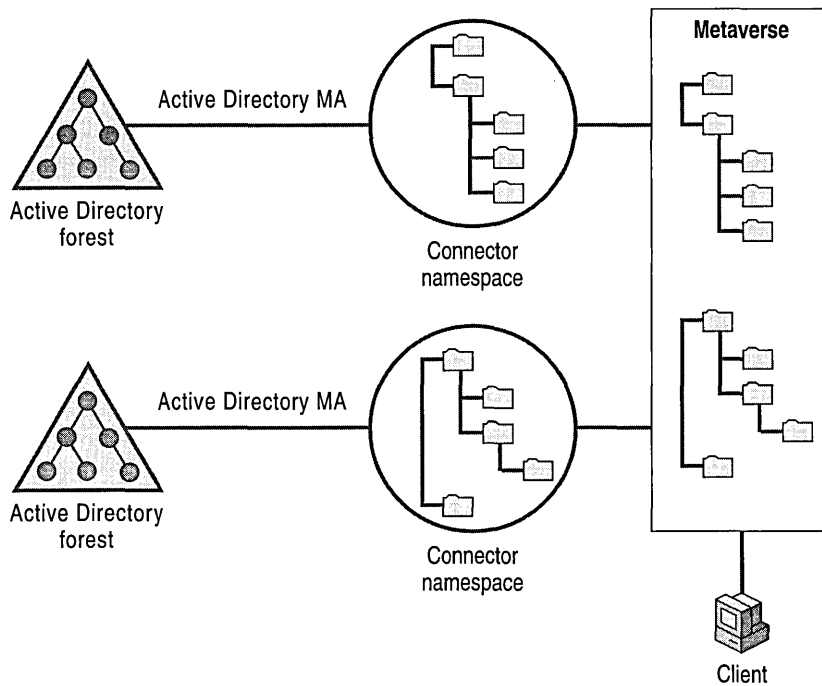 Metaverse
Active Directory MA
Active Directory
forest
Connector
namespace
Active Directory MA
Active Directory
forest
Connector
namespace
Client